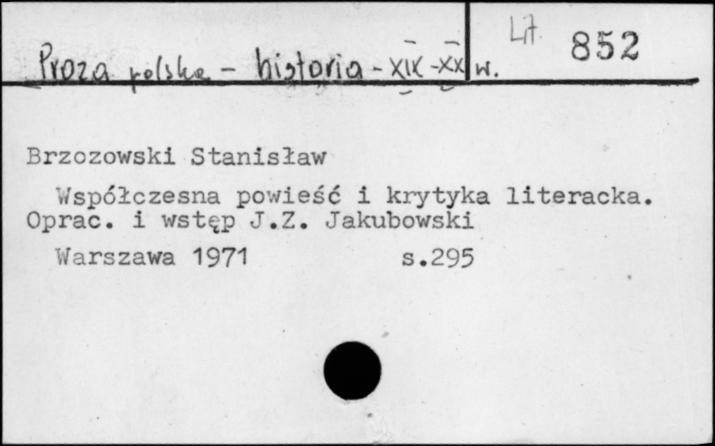 Lit. 852
Proza polska - historia - XIX-XX w.
Brzozowski Stanisław
Współczesna powieść i krytyka literacka.
Oprac. i wstęp J.Z. Jakubowski
Warszawa 1971 s.295